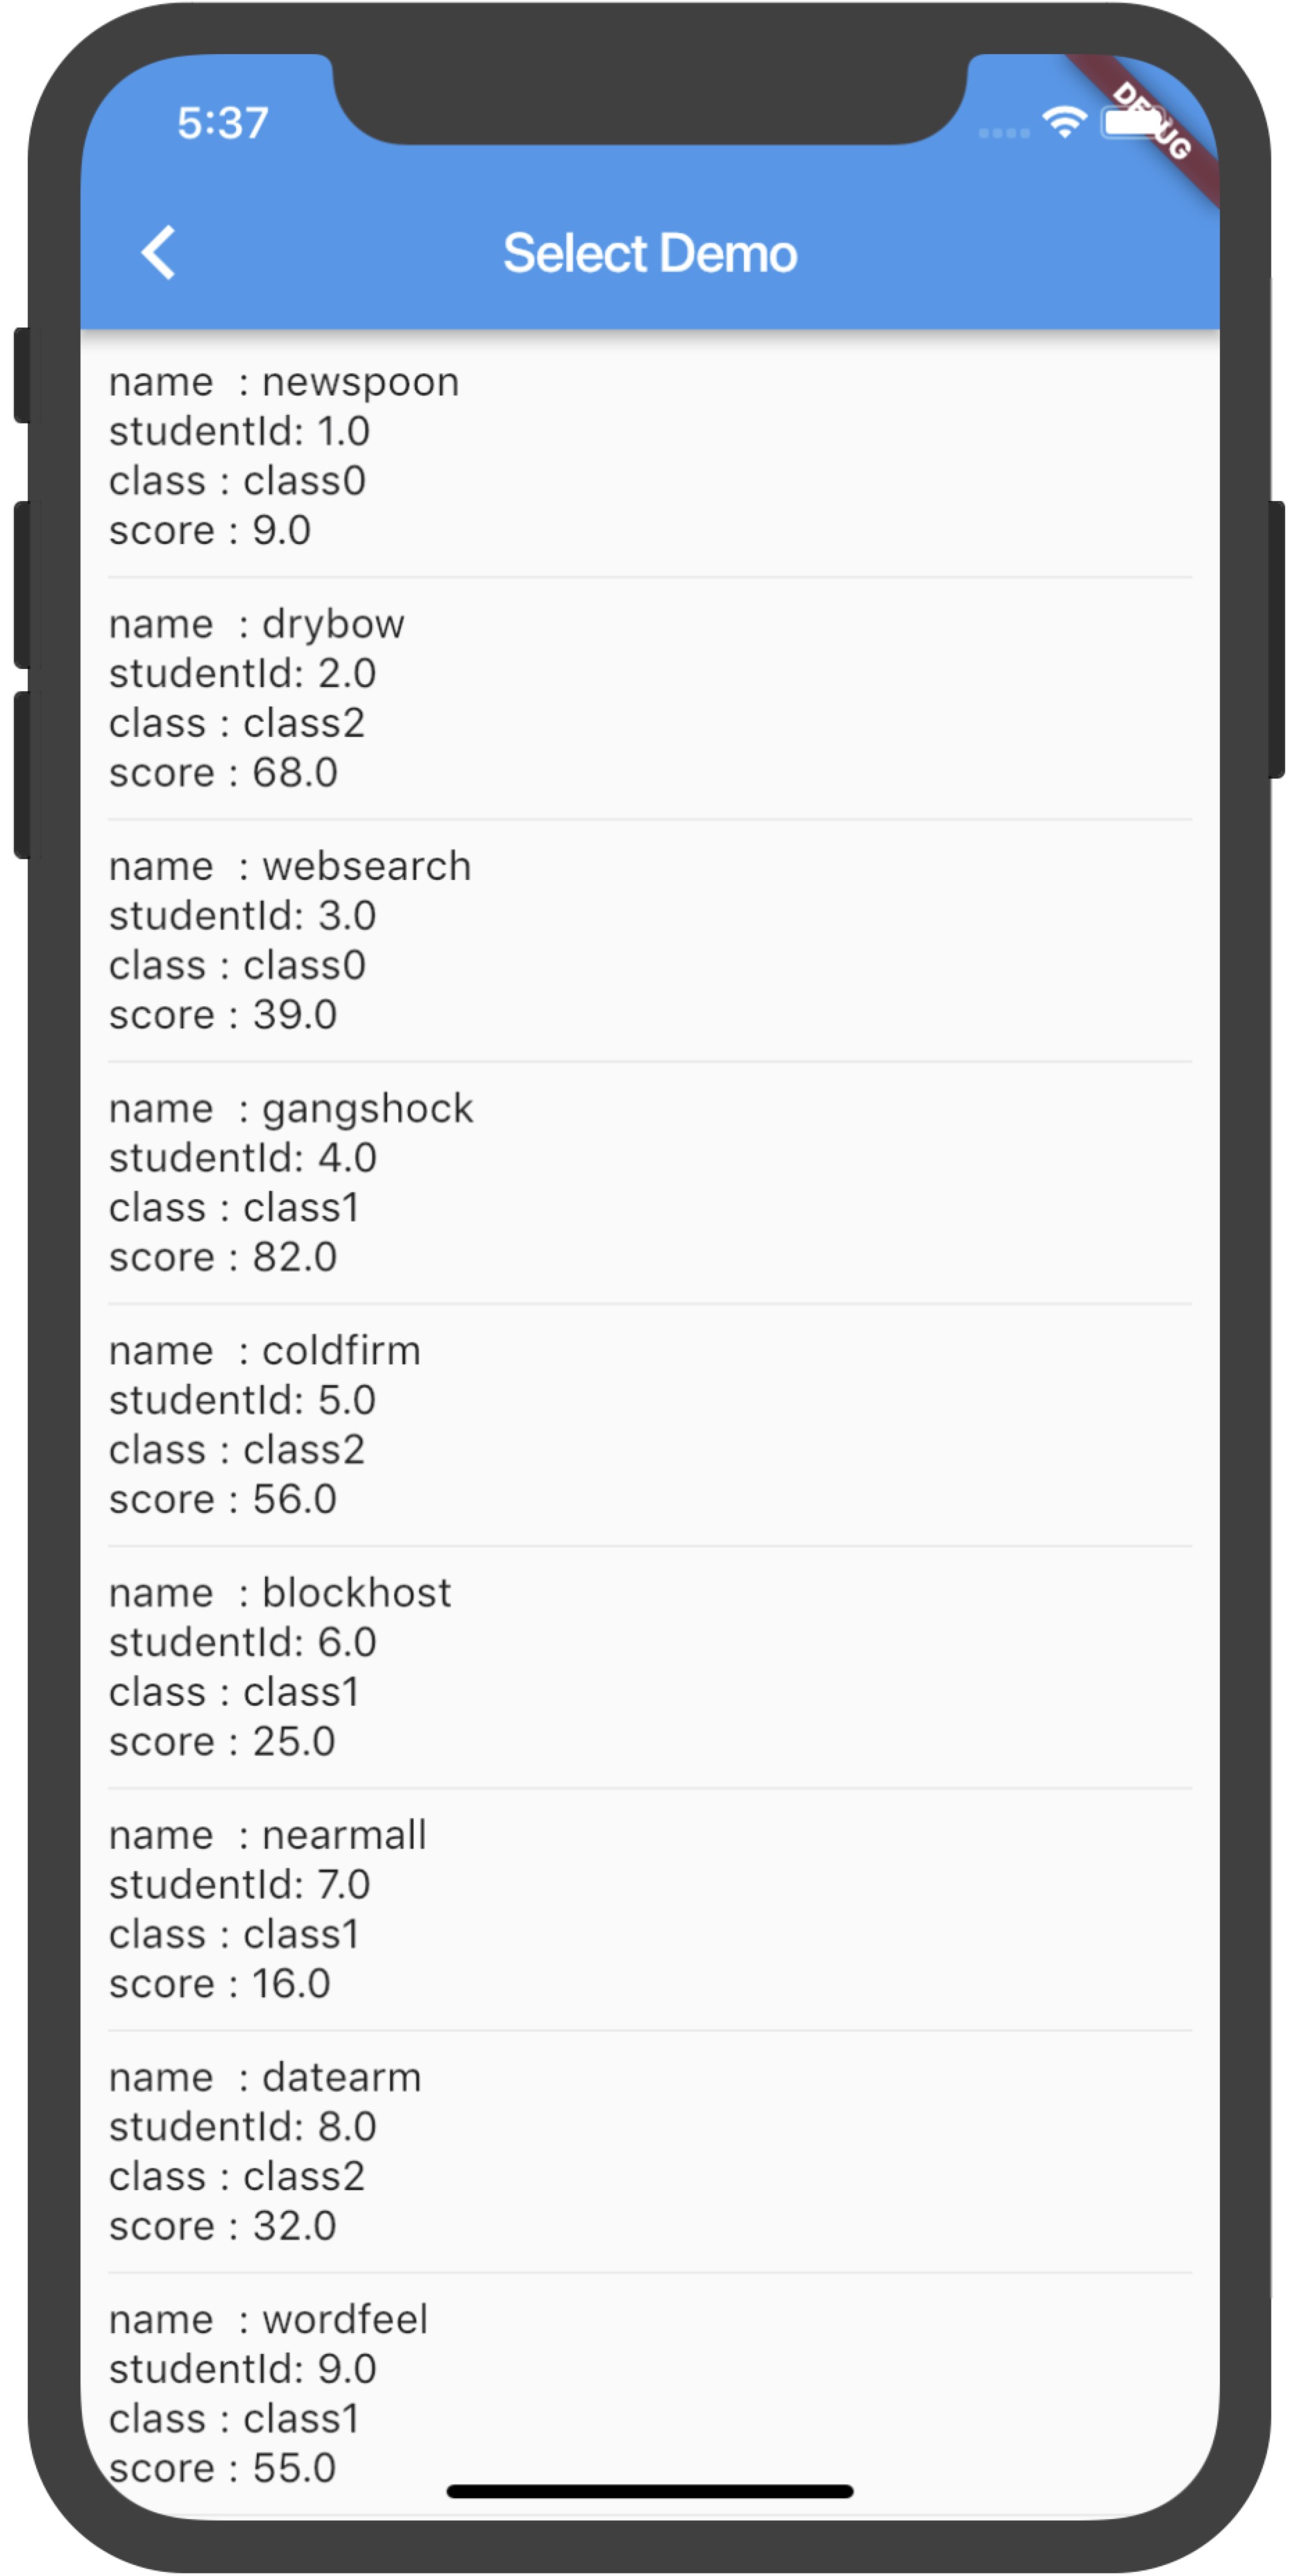 5:37
DEBUG
Select Demo
name  : newspoon
studentId: 1.0
class : class0
score : 9.0
name  : drybow
studentId: 2.0
class : class2
score : 68.0
name  : websearch
studentId: 3.0
class : class0
score : 39.0
name  : gangshock
studentId: 4.0
class : class1
score : 82.0
name  : coldfirm
studentId: 5.0
class : class2
score : 56.0
name  : blockhost
studentId: 6.0
class : class1
score : 25.0
name  : nearmall
studentId: 7.0
class : class1
score : 16.0
name  : datearm
studentId: 8.0
class : class2
score : 32.0
name  : wordfeel
studentId: 9.0
class : class1
score : 55.0